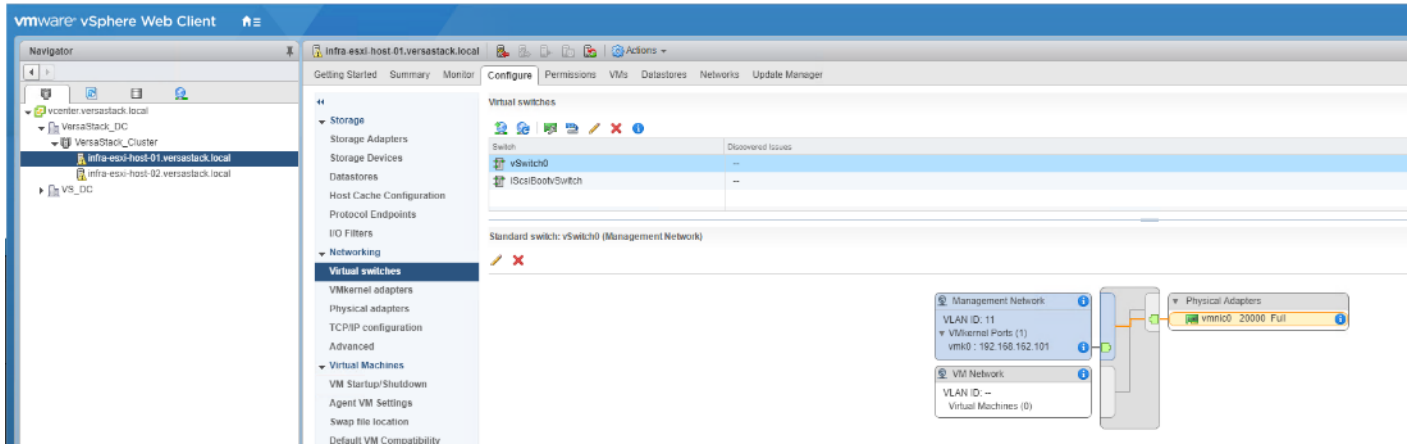 vmware® vSphere Web Client
Navigator
vcenter.versastack.local
VersaStack_DC
VersaStack_Cluster
infra-esxi-host-01.versastack.local
infra-esxi-host-02.versastack.local
VS_DC
infra-esxi-host-01.versastack.local Actions
Getting Started Summary Monitor Configure Permissions VMs Datastores Networks Update Manager
Storage
Storage Adapters
Storage Devices
Datastores
Host Cache Configuration
Protocol Endpoints
I/O Filters
Networking
Virtual switches
VMkernel adapters
Physical adapters
TCP/IP configuration
Advanced
Virtual Machines
VM Startup/Shutdown
Agent VM Settings
Swap file location
Default VM Compatibility
Virtual switches
Switch Discovered Issues
vSwitch0 --
iScsiBootvSwitch --
Standard switch: vSwitch0 (Management Network)
Management Network
VLAN ID: 11
VMkernel Ports (1)
vmk0 : 192.168.162.101
VM Network
VLAN ID: --
Virtual Machines (0)
Physical Adapters
vmnic0 20000 Full